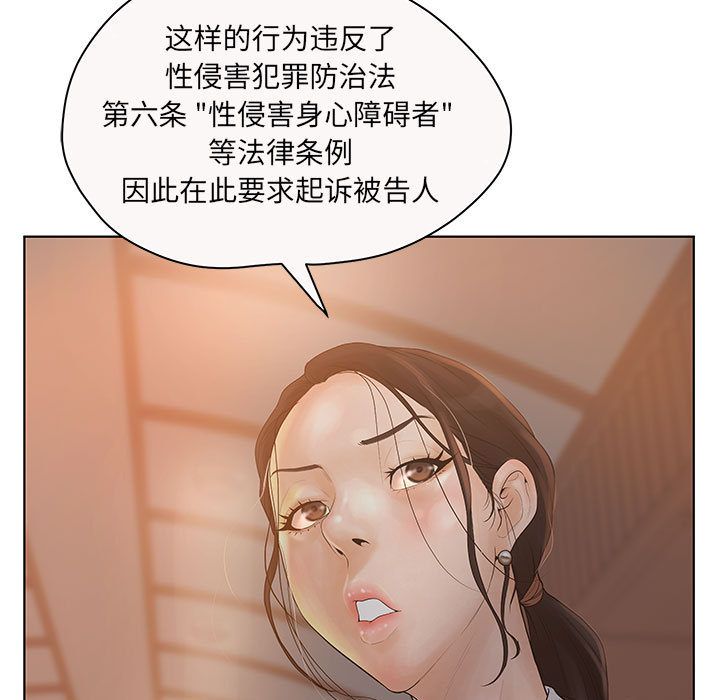 这样的行为违反了
性侵害犯罪防治法
第六条 "性侵害身心障碍者"
等法律条例
因此在此要求起诉被告人